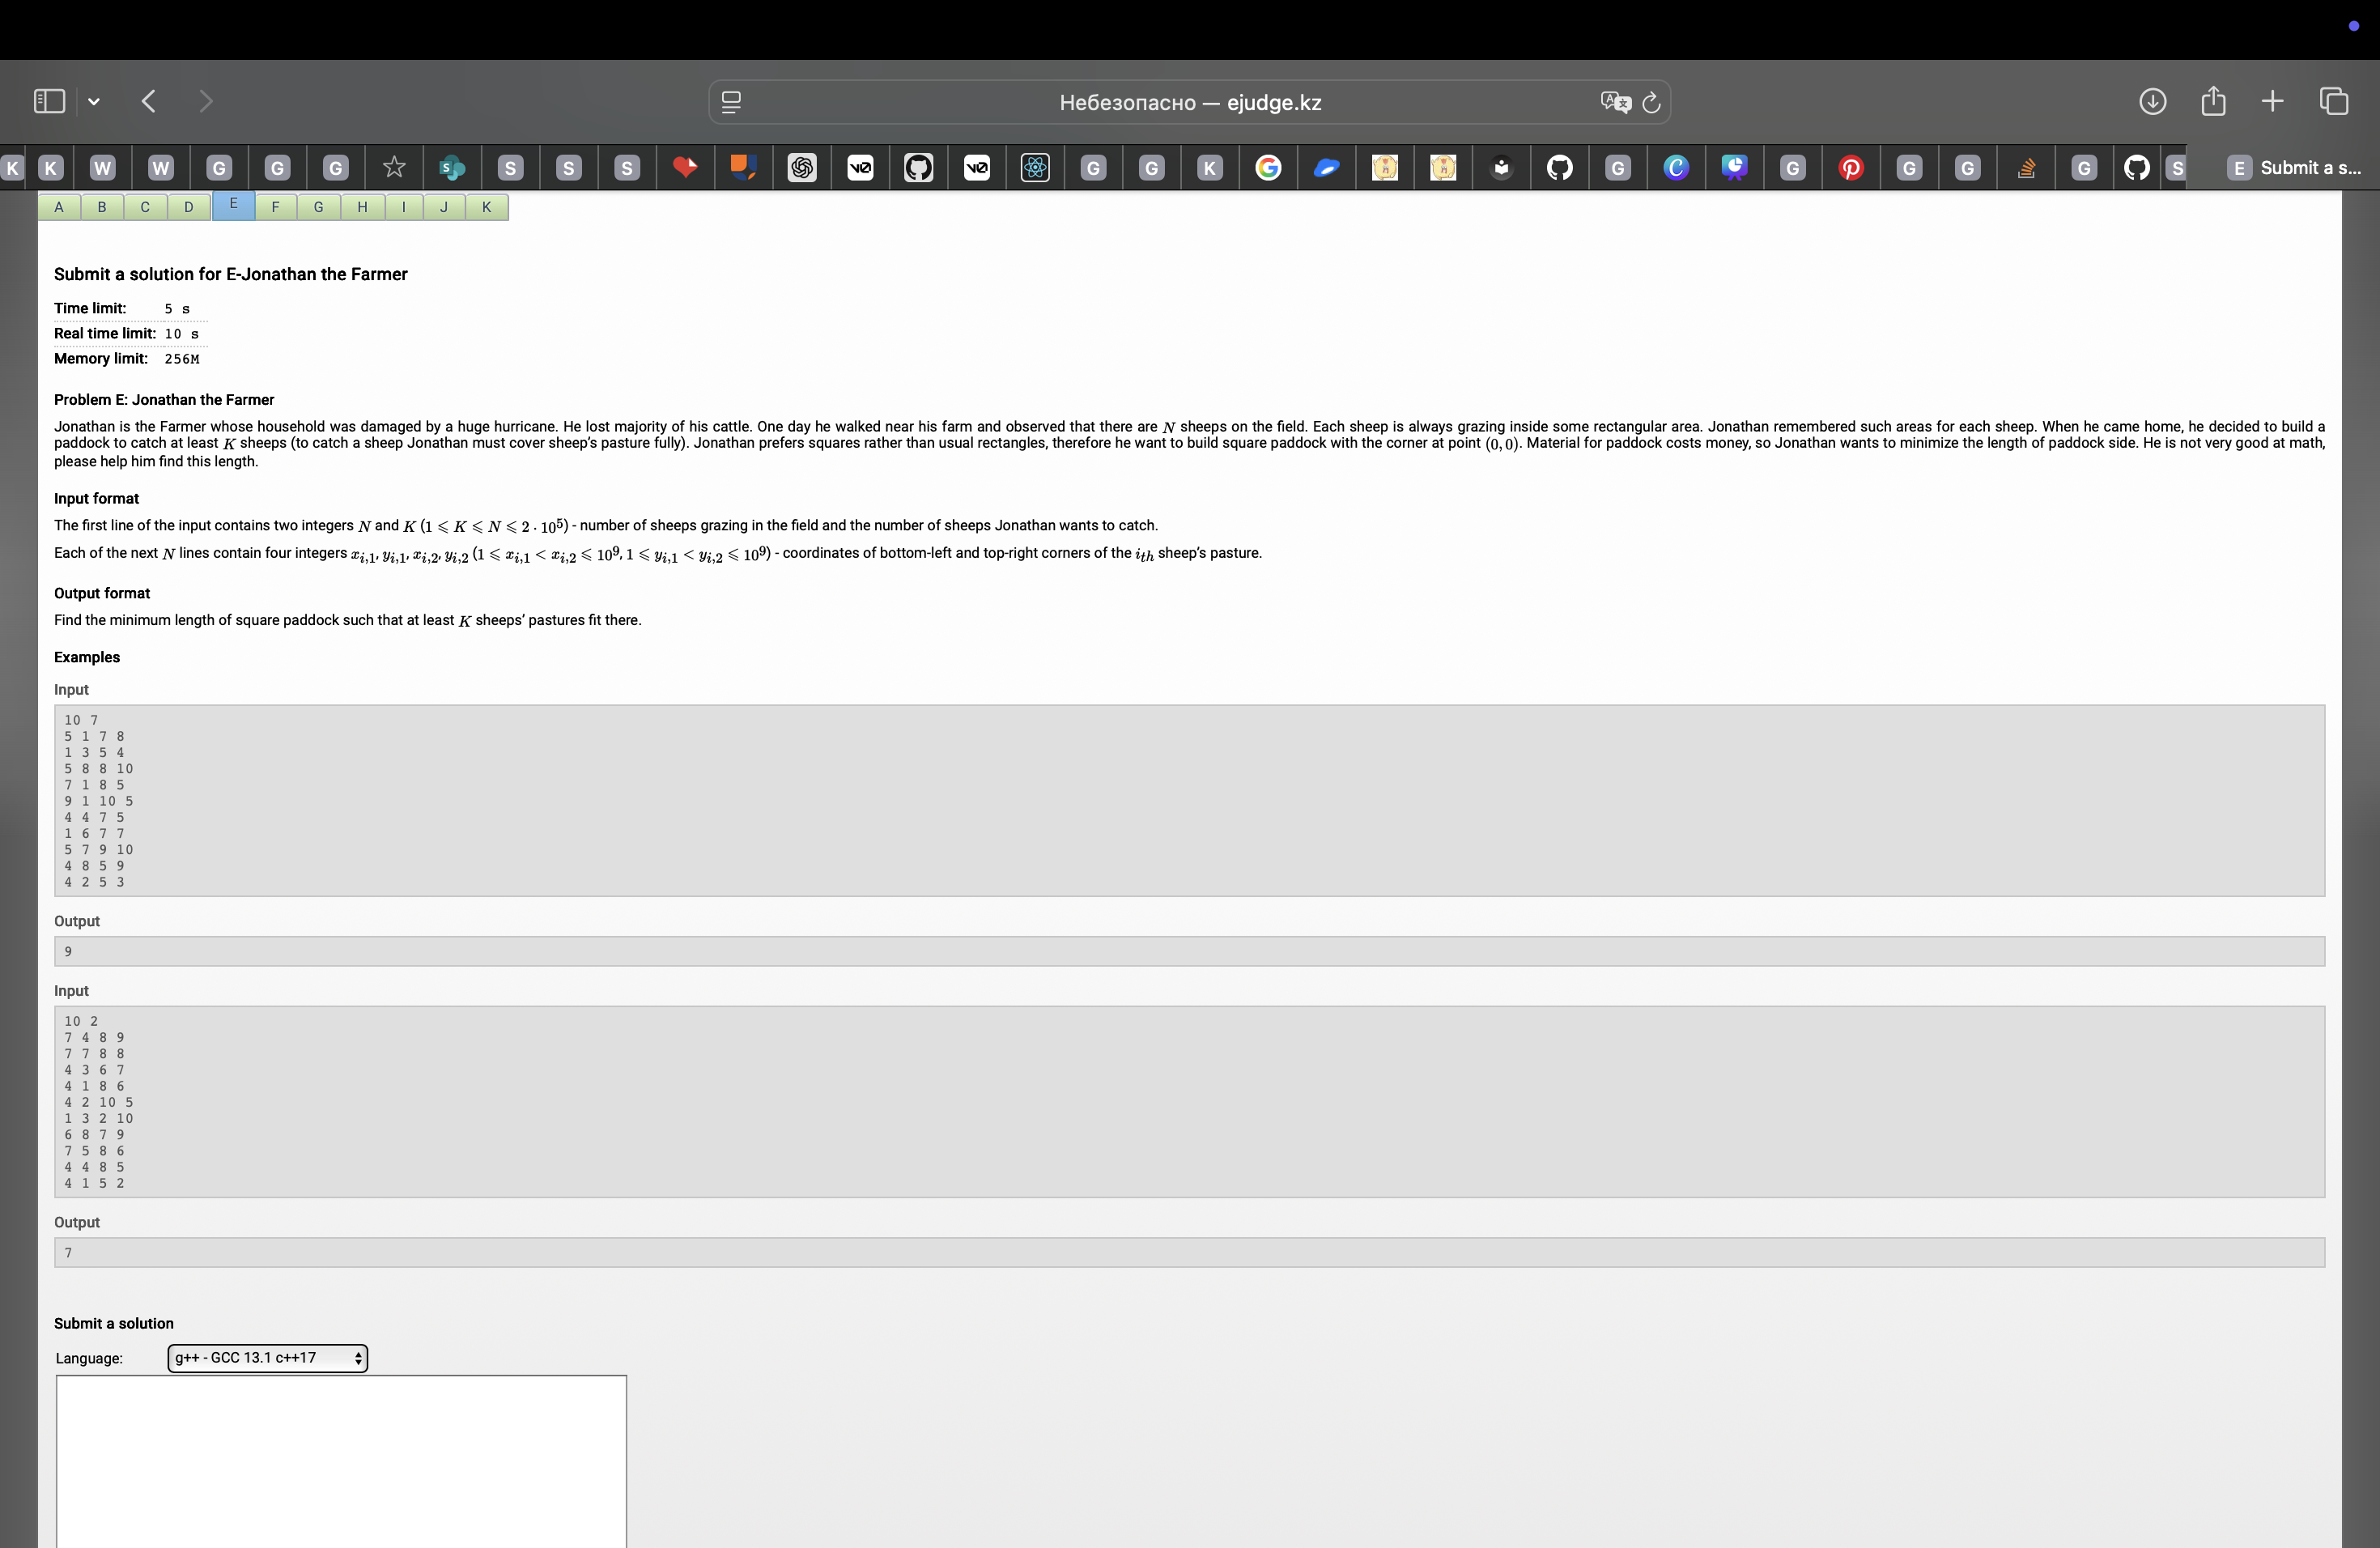 Небезопасно — ejudge.kz
K K W W G G G S S S S v0 v0 G G K G G C G G G G S E Submit a s...
A B C D E F G H I J K
Submit a solution for E-Jonathan the Farmer
Time limit: 5 s
Real time limit: 10 s
Memory limit: 256M
Problem E: Jonathan the Farmer
Jonathan is the Farmer whose household was damaged by a huge hurricane. He lost majority of his cattle. One day he walked near his farm and observed that there are N sheeps on the field. Each sheep is always grazing inside some rectangular area. Jonathan remembered such areas for each sheep. When he came home, he decided to build a
paddock to catch at least K sheeps (to catch a sheep Jonathan must cover sheep's pasture fully). Jonathan prefers squares rather than usual rectangles, therefore he want to build square paddock with the corner at point (0, 0). Material for paddock costs money, so Jonathan wants to minimize the length of paddock side. He is not very good at math,
please help him find this length.
Input format
The first line of the input contains two integers N and K (1 ⩽ K ⩽ N ⩽ 2 · 10⁵) - number of sheeps grazing in the field and the number of sheeps Jonathan wants to catch.
Each of the next N lines contain four integers x_{i,1}, y_{i,1}, x_{i,2}, y_{i,2} (1 ⩽ x_{i,1} < x_{i,2} ⩽ 10⁹, 1 ⩽ y_{i,1} < y_{i,2} ⩽ 10⁹) - coordinates of bottom-left and top-right corners of the i_{th} sheep's pasture.
Output format
Find the minimum length of square paddock such that at least K sheeps' pastures fit there.
Examples
Input
10 7
5 1 7 8
1 3 5 4
5 8 8 10
7 1 8 5
9 1 10 5
4 4 7 5
1 6 7 7
5 7 9 10
4 8 5 9
4 2 5 3
Output
9
Input
10 2
7 4 8 9
7 7 8 8
4 3 6 7
4 1 8 6
4 2 10 5
1 3 2 10
6 8 7 9
7 5 8 6
4 4 8 5
4 1 5 2
Output
7
Submit a solution
Language: g++ - GCC 13.1 c++17